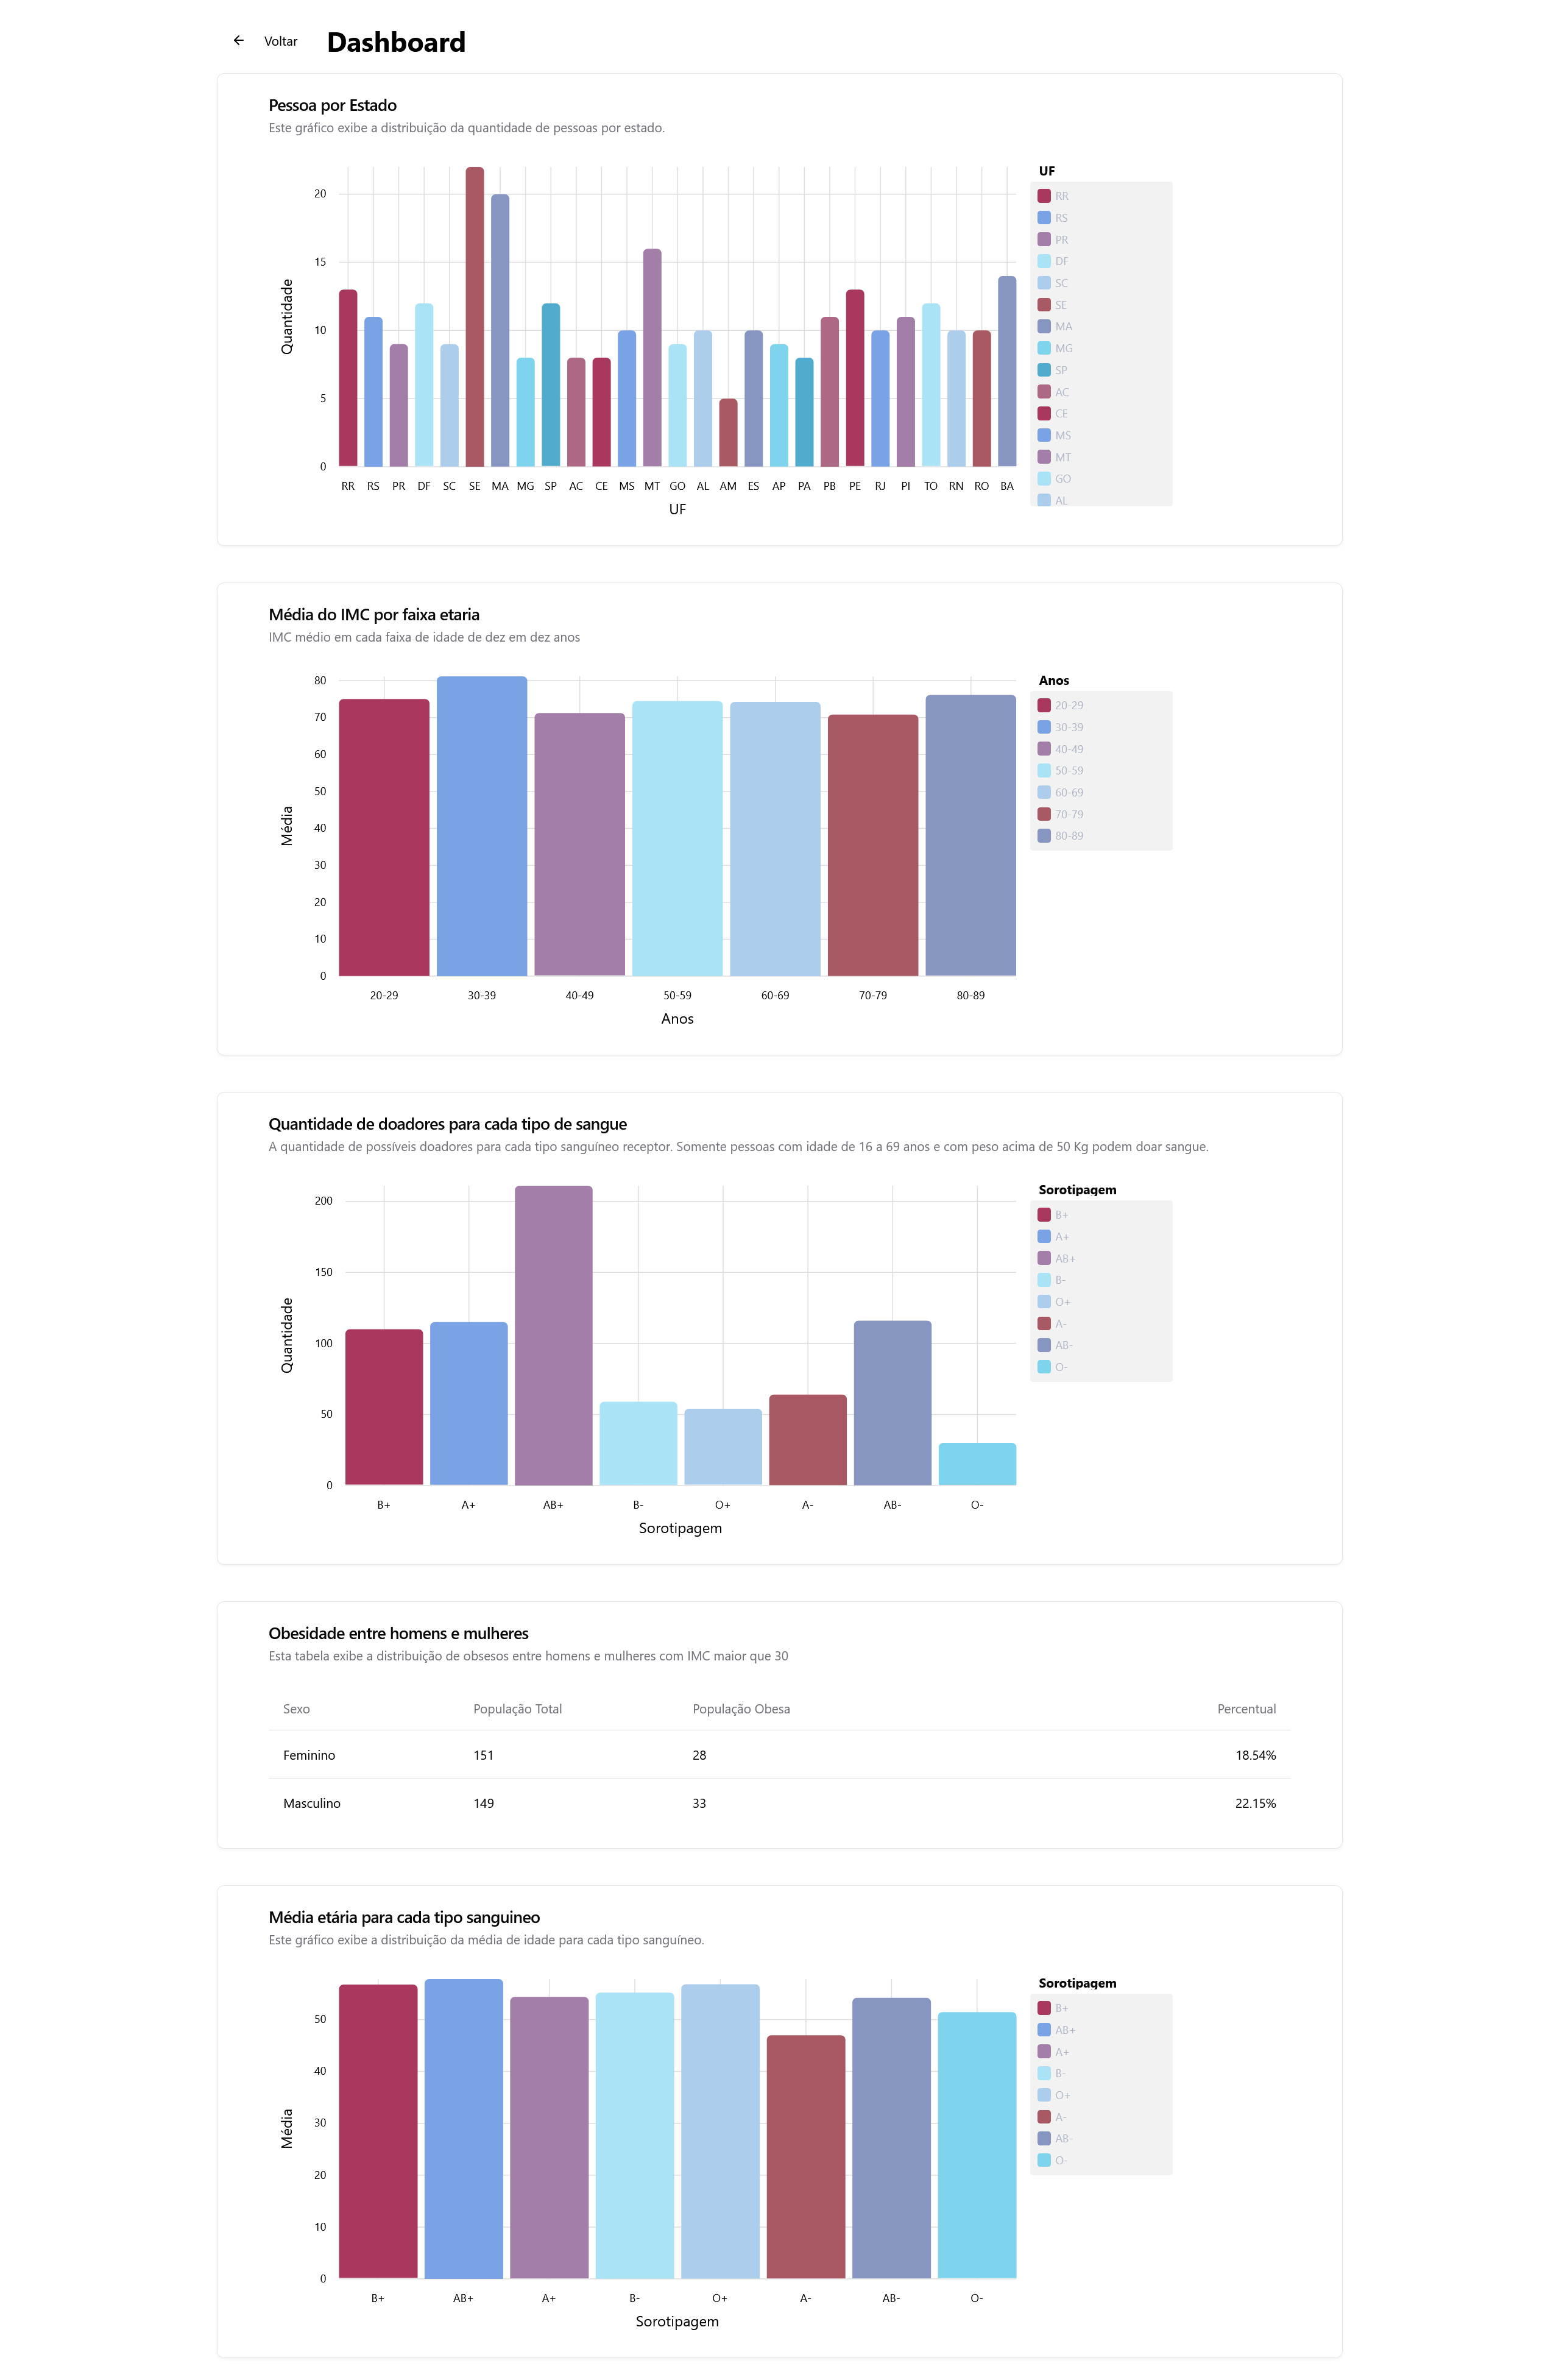 Voltar Dashboard
Pessoa por Estado
Este gráfico exibe a distribuição da quantidade de pessoas por estado.
Quantidade
20
15
10
5
0
RR RS PR DF SC SE MA MG SP AC CE MS MT GO AL AM ES AP PA PB PE RJ PI TO RN RO BA
UF
UF
RR
RS
PR
DF
SC
SE
MA
MG
SP
AC
CE
MS
MT
GO
AL
Média do IMC por faixa etaria
IMC médio em cada faixa de idade de dez em dez anos
Média
80
70
60
50
40
30
20
10
0
20-29 30-39 40-49 50-59 60-69 70-79 80-89
Anos
Anos
20-29
30-39
40-49
50-59
60-69
70-79
80-89
Quantidade de doadores para cada tipo de sangue
A quantidade de possíveis doadores para cada tipo sanguíneo receptor. Somente pessoas com idade de 16 a 69 anos e com peso acima de 50 Kg podem doar sangue.
Quantidade
200
150
100
50
0
B+ A+ AB+ B- O+ A- AB- O-
Sorotipagem
Sorotipagem
B+
A+
AB+
B-
O+
A-
AB-
O-
Obesidade entre homens e mulheres
Esta tabela exibe a distribuição de obsesos entre homens e mulheres com IMC maior que 30
Sexo População Total População Obesa Percentual
Feminino 151 28 18.54%
Masculino 149 33 22.15%
Média etária para cada tipo sanguineo
Este gráfico exibe a distribuição da média de idade para cada tipo sanguíneo.
Média
50
40
30
20
10
0
B+ AB+ A+ B- O+ A- AB- O-
Sorotipagem
Sorotipagem
B+
AB+
A+
B-
O+
A-
AB-
O-